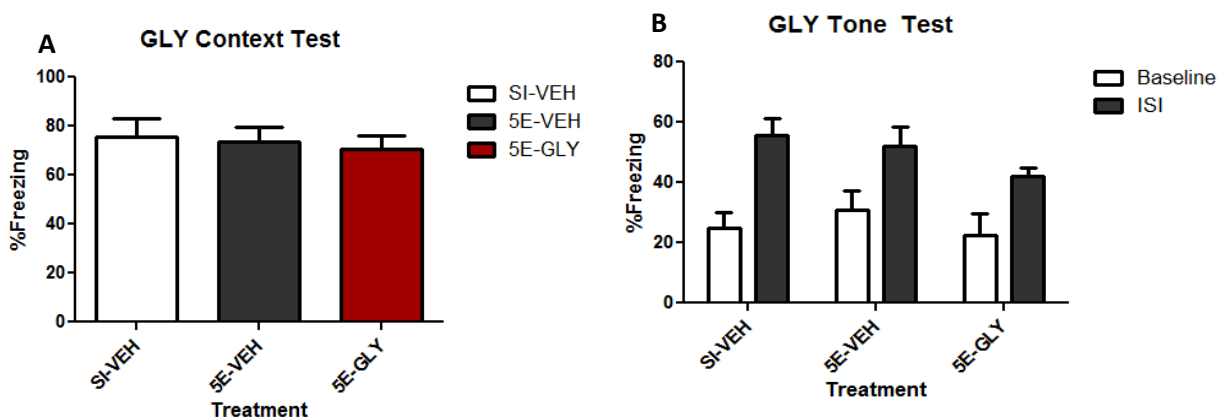 A
GLY Context Test
100
80
60
40
20
0
%Freezing
SI-VEH
5E-VEH
5E-GLY
Treatment
SI-VEH
5E-VEH
5E-GLY
B
GLY Tone Test
80
60
40
20
0
%Freezing
SI-VEH
5E-VEH
5E-GLY
Treatment
Baseline
ISI